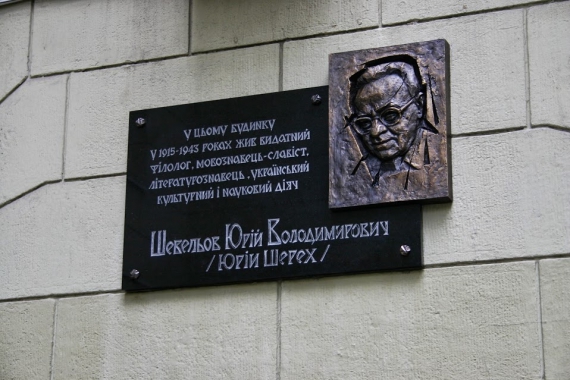 У ЦЬОМУ БУДИНКУ
У 1915-1943 РОКАХ ЖИВ ВИДАТНИЙ
ФІЛОЛОГ, МОВОЗНАВЕЦЬ-СЛАВІСТ,
ЛІТЕРАТУРОЗНАВЕЦЬ, УКРАЇНСЬКИЙ
КУЛЬТУРНИЙ І НАУКОВИЙ ДІЯЧ
ШЕВЕЛЬОВ ЮРІЙ ВОЛОДИМИРОВИЧ
/ЮРІЙ ШЕРЕХ/